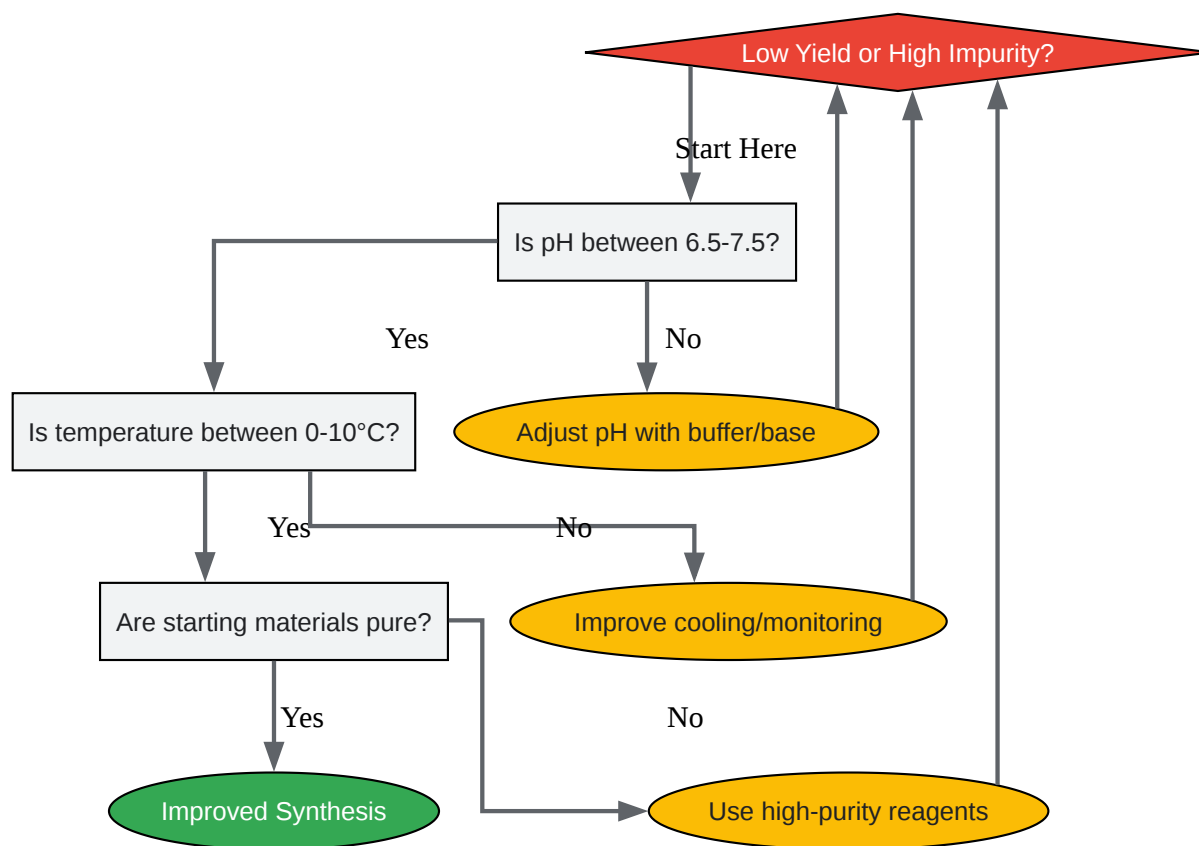 Low Yield or High Impurity?
Start Here
Is pH between 6.5-7.5?
Yes
No
Is temperature between 0-10°C?
Adjust pH with buffer/base
Yes
No
Are starting materials pure?
Improve cooling/monitoring
Yes
No
Improved Synthesis
Use high-purity reagents